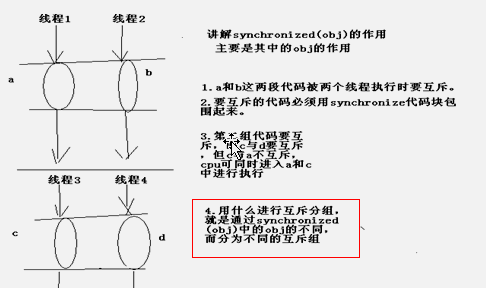 线程1
线程2
讲解synchronized(obj)的作用
主要是其中的obj的作用
a
b
1.a和b这两段代码被两个线程执行时要互斥。
2.要互斥的代码必须用synchronize代码块包
围起来。
3.第 组代码要互
斥, c与d要互斥
,但 a不互斥,
cpu可同时进入a和c
中进行执行
线程3
线程4
c
d
4.用什么进行互斥分组,
就是通过synchronized
(obj)中的obj的不同,
而分为不同的互斥组